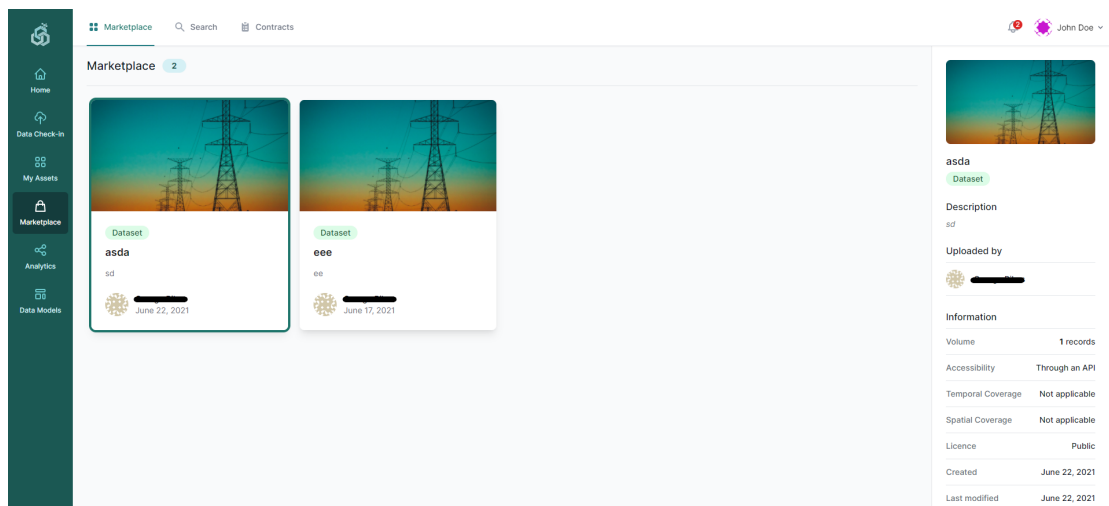 Marketplace
Search
Contracts
2
John Doe
Home
Data Check-in
My Assets
Marketplace
Analytics
Data Models
Marketplace 2
Dataset
asda
sd
June 22, 2021
Dataset
eee
ee
June 17, 2021
asda
Dataset
Description
sd
Uploaded by
Information
Volume 1 records
Accessibility Through an API
Temporal Coverage Not applicable
Spatial Coverage Not applicable
Licence Public
Created June 22, 2021
Last modified June 22, 2021